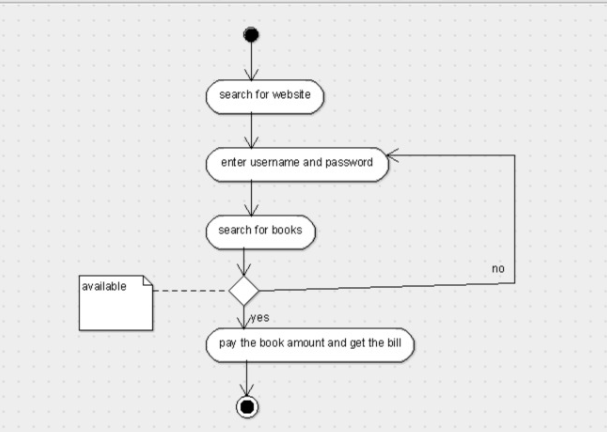 search for website
enter username and password
search for books
no
available
yes
pay the book amount and get the bill